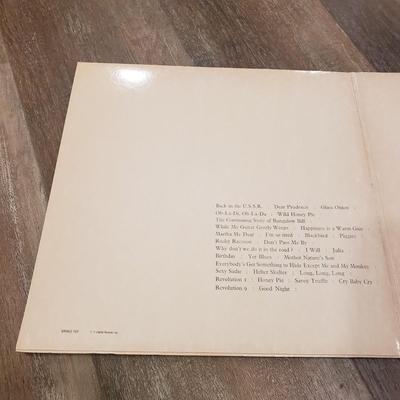 Back in the U.S.S.R. : Dear Prudence : Glass Onion :
Ob-La-Di, Ob-La-Da : Wild Honey Pie :
The Continuing Story of Bungalow Bill :
While My Guitar Gently Weeps : Happiness is a Warm Gun :
Martha My Dear : I'm so tired : Blackbird : Piggies :
Rocky Raccoon : Don't Pass Me By :
Why don't we do it in the road? : I Will : Julia :
Birthday : Yer Blues : Mother Nature's Son
Everybody's Got Something to Hide Except Me and My Monkey
Sexy Sadie : Helter Skelter : Long, Long, Long :
Revolution 1 : Honey Pie : Savoy Truffle : Cry Baby Cry
Revolution 9 : Good Night :